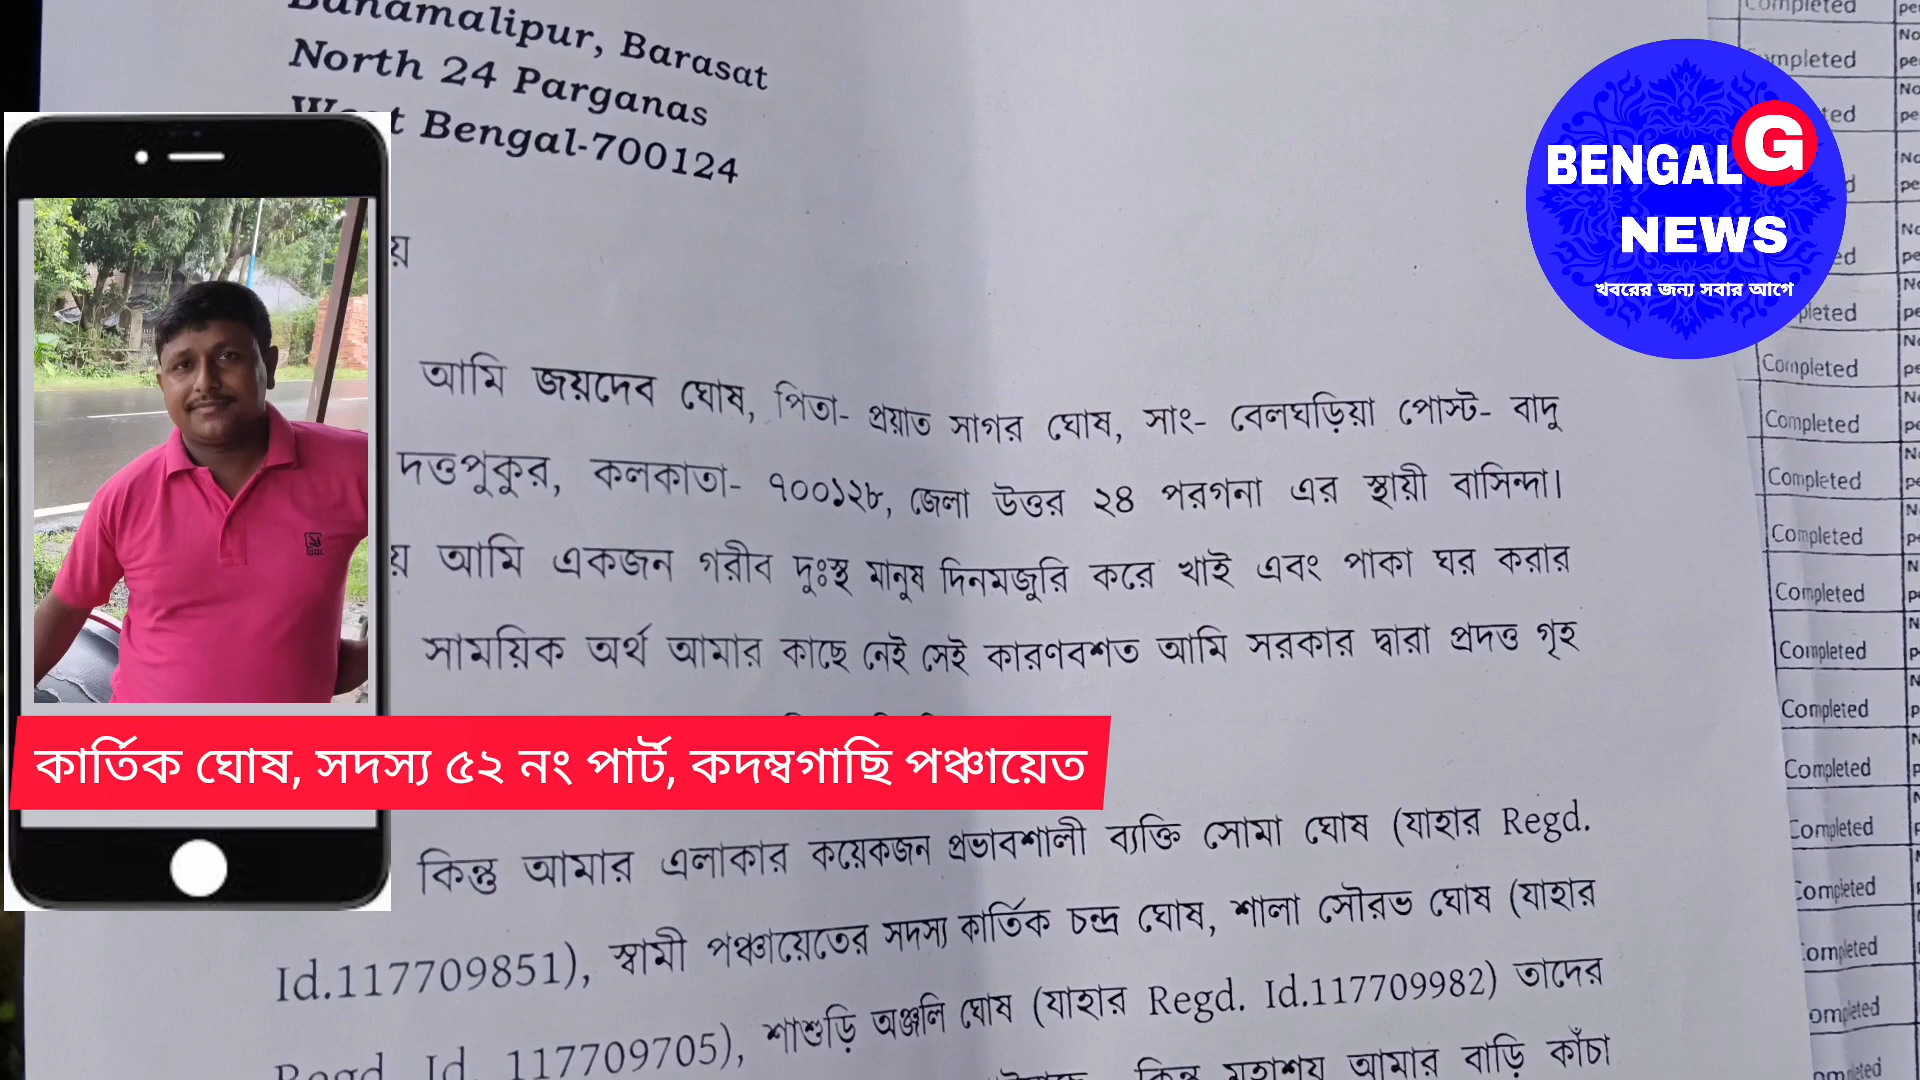 Banamalipur, Barasat
North 24 Parganas
West Bengal-700124
আমি জয়দেব ঘোষ, পিতা- প্রয়াত সাগর ঘোষ, সাং- বেলঘড়িয়া পোস্ট- বাদু
দত্তপুকুর, কলকাতা- ৭০০১২৮, জেলা উত্তর ২৪ পরগনা এর স্থায়ী বাসিন্দা।
আমি একজন গরীব দুঃস্থ মানুষ দিনমজুরি করে খাই এবং পাকা ঘর করার
সাময়িক অর্থ আমার কাছে নেই সেই কারণবশত আমি সরকার দ্বারা প্রদত্ত গৃহ
কিন্তু আমার এলাকার কয়েকজন প্রভাবশালী ব্যক্তি সোমা ঘোষ (যাহার Regd.
Id.117709851), স্বামী পঞ্চায়েতের সদস্য কার্তিক চন্দ্র ঘোষ, শালা সৌরভ ঘোষ (যাহার
Regd. Id. 117709705), শাশুড়ি অঞ্জলি ঘোষ (যাহার Regd. Id.117709982) তাদের
কিন্তু মহাশয় আমার বাড়ি কাঁচা
কার্তিক ঘোষ, সদস্য ৫২ নং পার্ট, কদম্বগাছি পঞ্চায়েত
BENGAL G
NEWS
খবরের জন্য সবার আগে
Completed
Completed
Completed
Completed
Completed
Completed
Completed
Completed
Completed
Completed
Completed
Completed
Completed